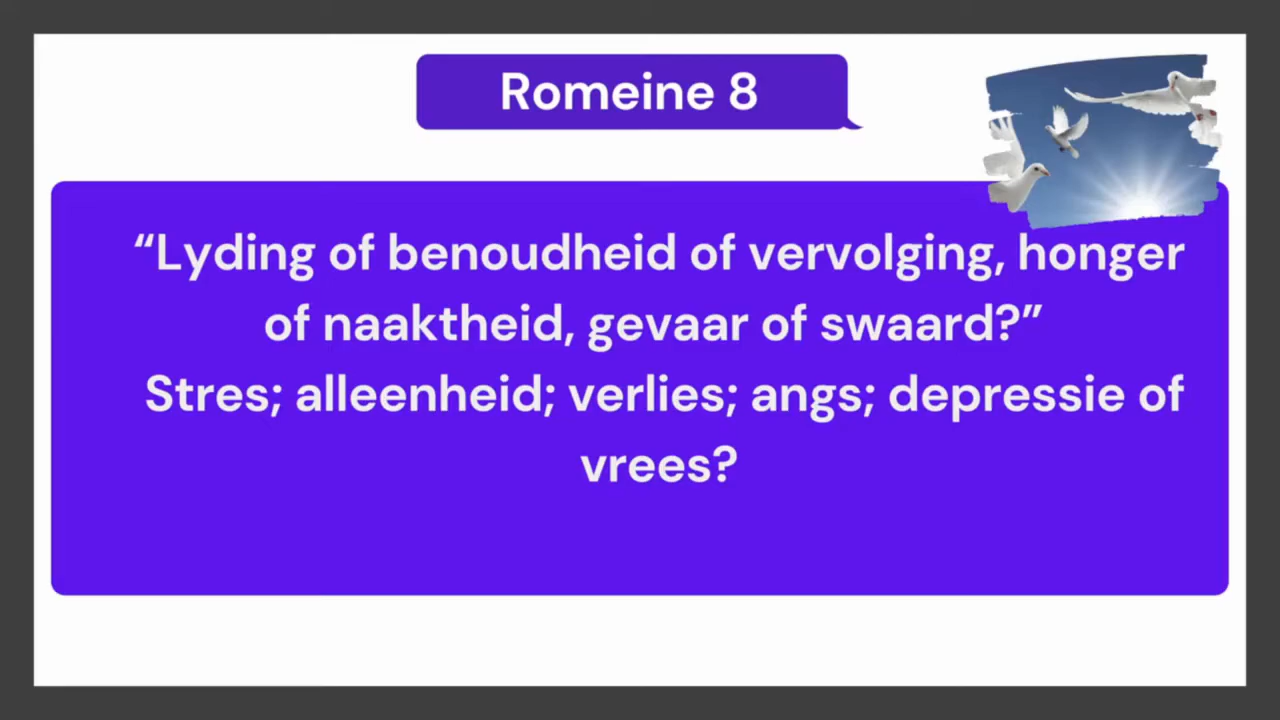 Romeine 8
“Lyding of benoudheid of vervolging, honger
of naaktheid, gevaar of swaard?”
Stres; alleenheid; verlies; angs; depressie of
vrees?